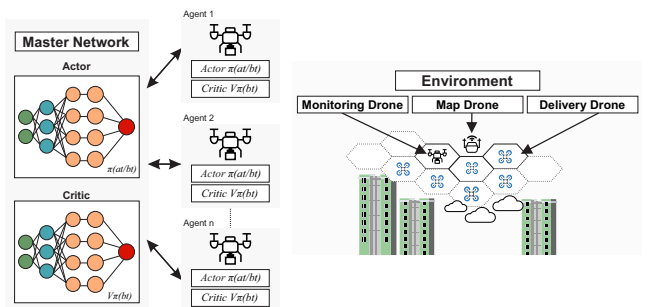 Master Network
Actor
π(at/bt)
Critic
Vπ(bt)
Agent 1
Actor π(at/bt)
Critic Vπ(bt)
Agent 2
Actor π(at/bt)
Critic Vπ(bt)
Agent n
Actor π(at/bt)
Critic Vπ(bt)
Environment
Monitoring Drone
Map Drone
Delivery Drone